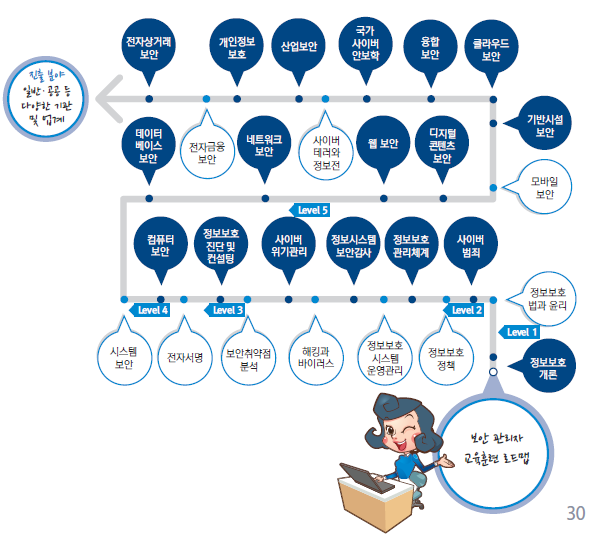 전자상거래
보안
개인정보
보호
산업보안
국가
사이버
안보학
융합
보안
클라우드
보안
진출 분야
일반·공공 등
다양한 기관
및 업계
데이터
베이스
보안
전자금융
보안
네트워크
보안
사이버
테러와
정보전
웹 보안
디지털
콘텐츠
보안
기반시설
보안
모바일
보안
Level 5
컴퓨터
보안
정보보호
진단 및
컨설팅
사이버
위기관리
정보시스템
보안감사
정보보호
관리체계
사이버
범죄
정보보호
법과 윤리
Level 4
Level 3
Level 2
Level 1
시스템
보안
전자서명
보안취약점
분석
해킹과
바이러스
정보보호
시스템
운영관리
정보보호
정책
정보보호
개론
보안 관리자
교육훈련 로드맵
30